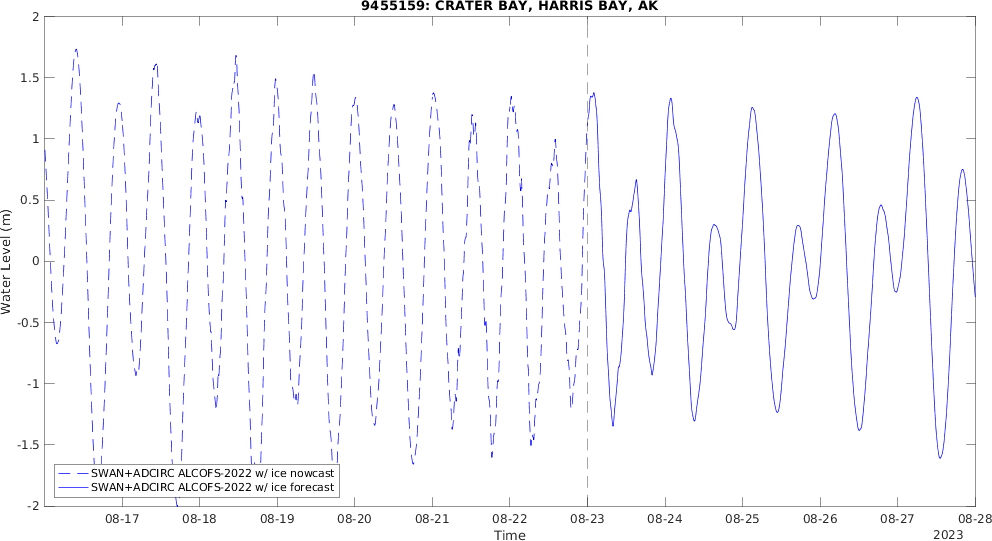 9455159: CRATER BAY, HARRIS BAY, AK
2
1.5
1
0.5
0
-0.5
-1
-1.5
-2
Water Level (m)
SWAN+ADCIRC ALCOFS-2022 w/ ice nowcast
SWAN+ADCIRC ALCOFS-2022 w/ ice forecast
08-17 08-18 08-19 08-20 08-21 08-22 08-23 08-24 08-25 08-26 08-27 08-28
Time
2023